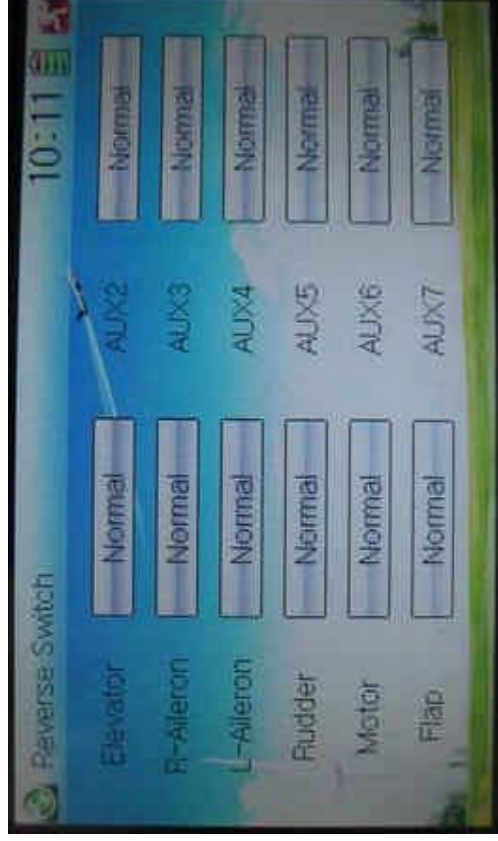 Reverse Switch 10:11
Elevator Normal AUX2 Normal
R-Aileron Normal AUX3 Normal
L-Aileron Normal AUX4 Normal
Rudder Normal AUX5 Normal
Motor Normal AUX6 Normal
Flap Normal AUX7 Normal